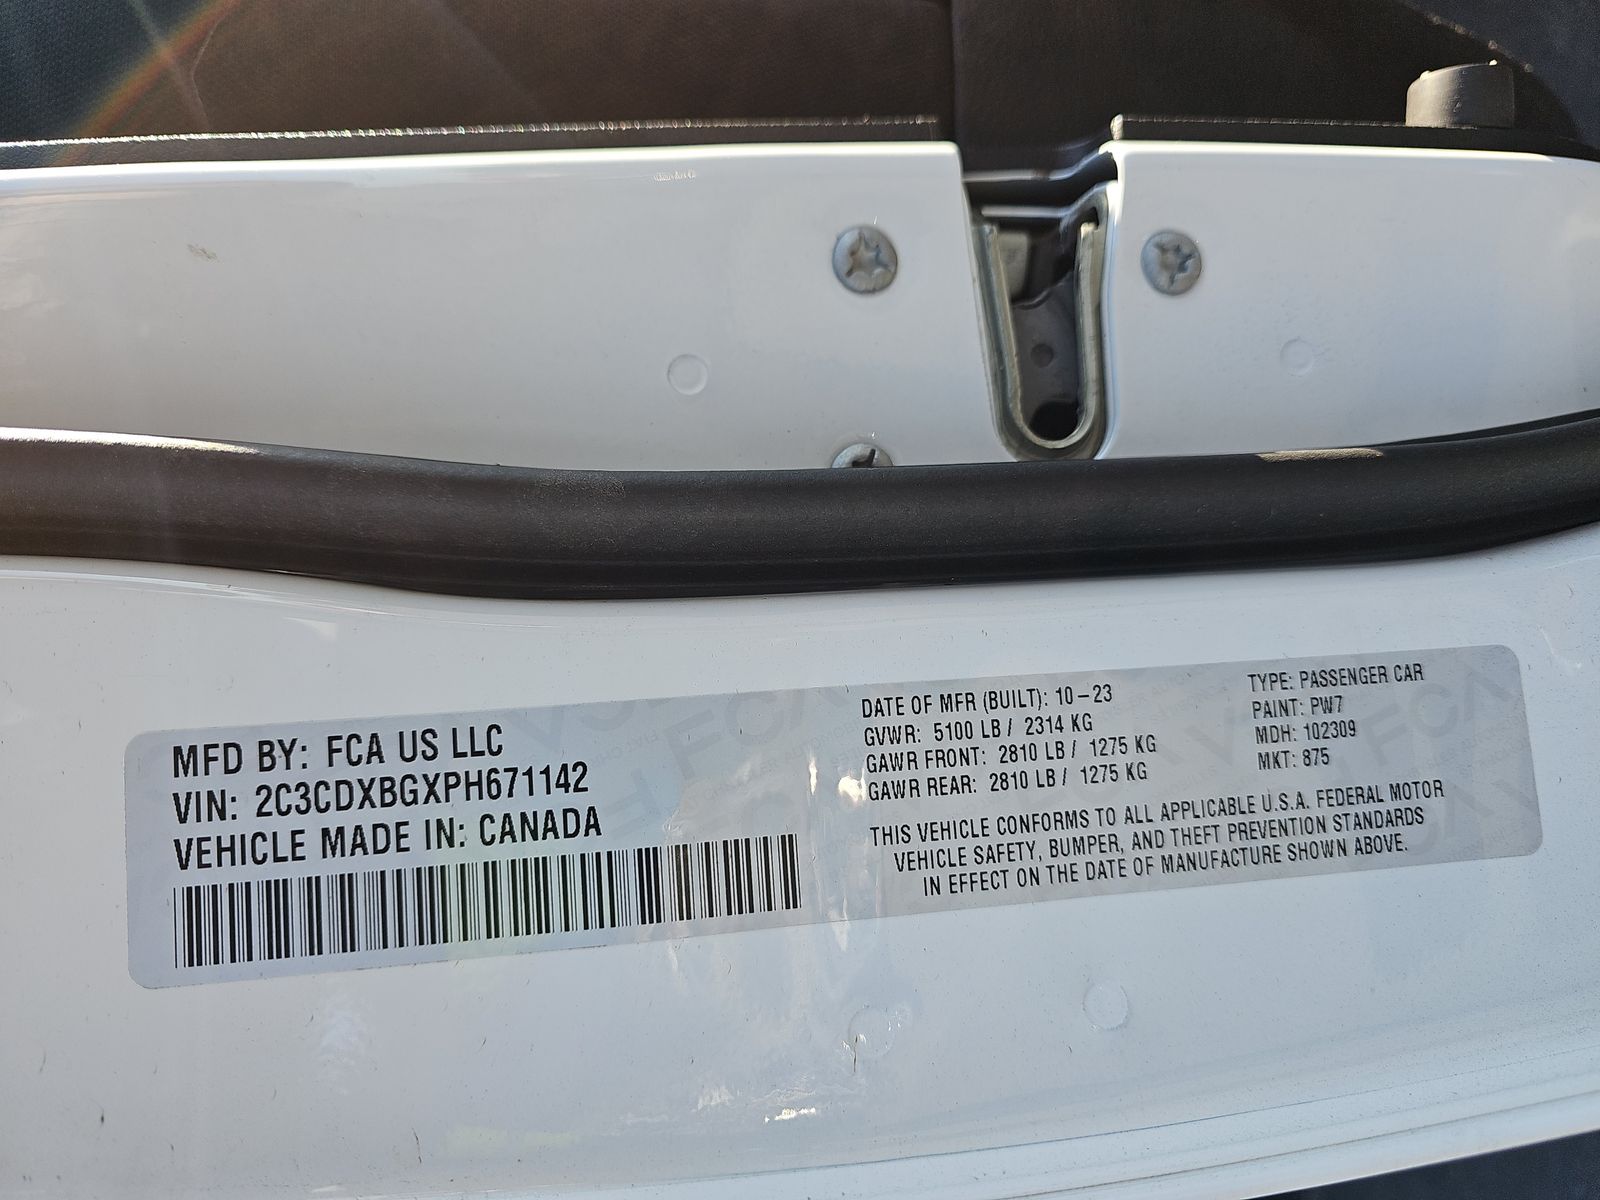 MFD BY: FCA US LLC
VIN: 2C3CDXBGXPH671142
VEHICLE MADE IN: CANADA
DATE OF MFR (BUILT): 10-23
GVWR: 5100 LB / 2314 KG
GAWR FRONT: 2810 LB / 1275 KG
GAWR REAR: 2810 LB / 1275 KG
TYPE: PASSENGER CAR
PAINT: PW7
MDH: 102309
MKT: 875
THIS VEHICLE CONFORMS TO ALL APPLICABLE U.S.A. FEDERAL MOTOR
VEHICLE SAFETY, BUMPER, AND THEFT PREVENTION STANDARDS
IN EFFECT ON THE DATE OF MANUFACTURE SHOWN ABOVE.